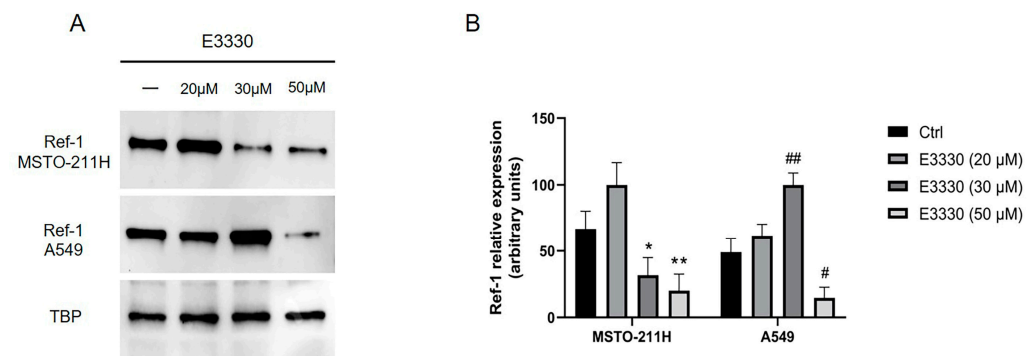 A
E3330
— 20µM 30µM 50µM
Ref-1
MSTO-211H
Ref-1
A549
TBP
B
Ref-1 relative expression
(arbitrary units)
150
100
50
0
* ** ## #
MSTO-211H A549
Ctrl
E3330 (20 µM)
E3330 (30 µM)
E3330 (50 µM)